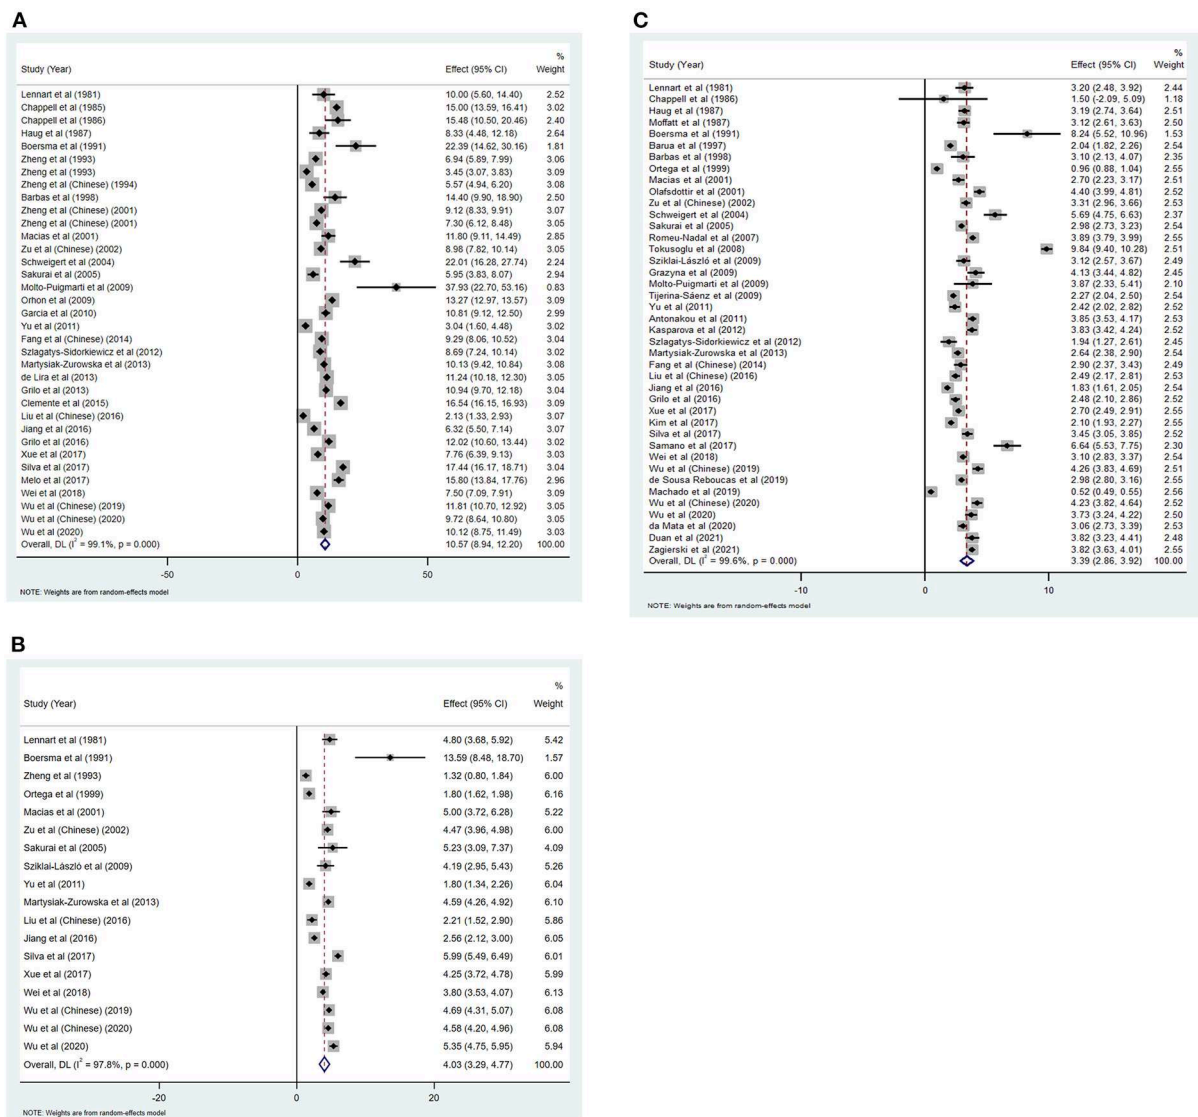 A
%
Study (Year) Effect (95% CI) Weight
Lennart et al (1981) 10.00 (5.60, 14.40) 2.52
Chappell et al (1985) 15.00 (13.59, 16.41) 3.02
Chappell et al (1986) 15.48 (10.50, 20.46) 2.40
Haug et al (1987) 8.33 (4.48, 12.18) 2.64
Boersma et al (1991) 22.39 (14.62, 30.16) 1.81
Zheng et al (1993) 6.94 (5.89, 7.99) 3.06
Zheng et al (1993) 3.45 (3.07, 3.83) 3.09
Zheng et al (Chinese) (1994) 5.57 (4.94, 6.20) 3.08
Barbas et al (1998) 14.40 (9.90, 18.90) 2.50
Zheng et al (Chinese) (2001) 9.12 (8.33, 9.91) 3.07
Zheng et al (Chinese) (2001) 7.30 (6.12, 8.48) 3.05
Macias et al (2001) 11.80 (9.11, 14.49) 2.85
Zu et al (Chinese) (2002) 8.98 (7.82, 10.14) 3.05
Schweigert et al (2004) 22.01 (16.28, 27.74) 2.24
Sakurai et al (2005) 5.95 (3.83, 8.07) 2.94
Molto-Puigmarti et al (2009) 37.93 (22.70, 53.16) 0.83
Orhon et al (2009) 13.27 (12.97, 13.57) 3.09
Garcia et al (2010) 10.81 (9.12, 12.50) 2.99
Yu et al (2011) 3.04 (1.60, 4.48) 3.02
Fang et al (Chinese) (2014) 9.29 (8.06, 10.52) 3.04
Szlagatys-Sidorkiewicz et al (2012) 8.69 (7.24, 10.14) 3.02
Martysiak-Zurowska et al (2013) 10.13 (9.42, 10.84) 3.08
de Lira et al (2013) 11.24 (10.18, 12.30) 3.05
Grilo et al (2013) 10.94 (9.70, 12.18) 3.04
Clemente et al (2015) 16.54 (16.15, 16.93) 3.09
Liu et al (Chinese) (2016) 2.13 (1.33, 2.93) 3.07
Jiang et al (2016) 6.32 (5.50, 7.14) 3.07
Grilo et al (2016) 12.02 (10.60, 13.44) 3.02
Xue et al (2017) 7.76 (6.39, 9.13) 3.03
Silva et al (2017) 17.44 (16.17, 18.71) 3.04
Melo et al (2017) 15.80 (13.84, 17.76) 2.96
Wei et al (2018) 7.50 (7.09, 7.91) 3.09
Wu et al (Chinese) (2019) 11.81 (10.70, 12.92) 3.05
Wu et al (Chinese) (2020) 9.72 (8.64, 10.80) 3.05
Wu et al (2020) 10.12 (8.75, 11.49) 3.03
Overall, DL (I² = 99.1%, p = 0.000) 10.57 (8.94, 12.20) 100.00
-50 0 50
NOTE: Weights are from random-effects model
B
%
Study (Year) Effect (95% CI) Weight
Lennart et al (1981) 4.80 (3.68, 5.92) 5.42
Boersma et al (1991) 13.59 (8.48, 18.70) 1.57
Zheng et al (1993) 1.32 (0.80, 1.84) 6.00
Ortega et al (1999) 1.80 (1.62, 1.98) 6.16
Macias et al (2001) 5.00 (3.72, 6.28) 5.22
Zu et al (Chinese) (2002) 4.47 (3.96, 4.98) 6.00
Sakurai et al (2005) 5.23 (3.09, 7.37) 4.09
Sziklai-László et al (2009) 4.19 (2.95, 5.43) 5.26
Yu et al (2011) 1.80 (1.34, 2.26) 6.04
Martysiak-Zurowska et al (2013) 4.59 (4.26, 4.92) 6.10
Liu et al (Chinese) (2016) 2.21 (1.52, 2.90) 5.86
Jiang et al (2016) 2.56 (2.12, 3.00) 6.05
Silva et al (2017) 5.99 (5.49, 6.49) 6.01
Xue et al (2017) 4.25 (3.72, 4.78) 5.99
Wei et al (2018) 3.80 (3.53, 4.07) 6.13
Wu et al (Chinese) (2019) 4.69 (4.31, 5.07) 6.08
Wu et al (Chinese) (2020) 4.58 (4.20, 4.96) 6.08
Wu et al (2020) 5.35 (4.75, 5.95) 5.94
Overall, DL (I² = 97.8%, p = 0.000) 4.03 (3.29, 4.77) 100.00
-20 0 20
NOTE: Weights are from random-effects model
C
%
Study (Year) Effect (95% CI) Weight
Lennart et al (1981) 3.20 (2.48, 3.92) 2.44
Chappell et al (1986) 1.50 (-2.09, 5.09) 1.18
Haug et al (1987) 3.19 (2.74, 3.64) 2.51
Moffatt et al (1987) 3.12 (2.61, 3.63) 2.50
Boersma et al (1991) 8.24 (5.52, 10.96) 1.53
Barua et al (1997) 2.04 (1.82, 2.26) 2.54
Barbas et al (1998) 3.10 (2.13, 4.07) 2.35
Ortega et al (1999) 0.96 (0.88, 1.04) 2.55
Macias et al (2001) 2.70 (2.23, 3.17) 2.51
Olafsdottir et al (2001) 4.40 (3.99, 4.81) 2.52
Zu et al (Chinese) (2002) 3.31 (2.96, 3.66) 2.53
Schweigert et al (2004) 5.69 (4.75, 6.63) 2.37
Sakurai et al (2005) 2.98 (2.73, 3.23) 2.54
Romeu-Nadal et al (2007) 3.89 (3.79, 3.99) 2.55
Tokusoglu et al (2008) 9.84 (9.40, 10.28) 2.51
Sziklai-László et al (2009) 3.12 (2.57, 3.67) 2.49
Grazyna et al (2009) 4.13 (3.44, 4.82) 2.45
Molto-Puigmarti et al (2009) 3.87 (2.33, 5.41) 2.10
Tijerina-Sáenz et al (2009) 2.27 (2.04, 2.50) 2.54
Yu et al (2011) 2.42 (2.02, 2.82) 2.52
Antonakou et al (2011) 3.85 (3.53, 4.17) 2.53
Kasparova et al (2012) 3.83 (3.42, 4.24) 2.52
Szlagatys-Sidorkiewicz et al (2012) 1.94 (1.27, 2.61) 2.45
Martysiak-Zurowska et al (2013) 2.64 (2.38, 2.90) 2.54
Fang et al (Chinese) (2014) 2.90 (2.37, 3.43) 2.49
Liu et al (Chinese) (2016) 2.49 (2.17, 2.81) 2.53
Jiang et al (2016) 1.83 (1.61, 2.05) 2.54
Grilo et al (2016) 2.48 (2.10, 2.86) 2.52
Xue et al (2017) 2.70 (2.49, 2.91) 2.55
Kim et al (2017) 2.10 (1.93, 2.27) 2.55
Silva et al (2017) 3.45 (3.05, 3.85) 2.52
Samano et al (2017) 6.64 (5.53, 7.75) 2.30
Wei et al (2018) 3.10 (2.83, 3.37) 2.54
Wu et al (Chinese) (2019) 4.26 (3.83, 4.69) 2.51
de Sousa Reboucas et al (2019) 2.98 (2.80, 3.16) 2.55
Machado et al (2019) 0.52 (0.49, 0.55) 2.56
Wu et al (Chinese) (2020) 4.23 (3.82, 4.64) 2.52
Wu et al (2020) 3.73 (3.24, 4.22) 2.50
da Mata et al (2020) 3.06 (2.73, 3.39) 2.53
Duan et al (2021) 3.82 (3.23, 4.41) 2.48
Zagierski et al (2021) 3.82 (3.63, 4.01) 2.55
Overall, DL (I² = 99.6%, p = 0.000) 3.39 (2.86, 3.92) 100.00
-10 0 10
NOTE: Weights are from random-effects model